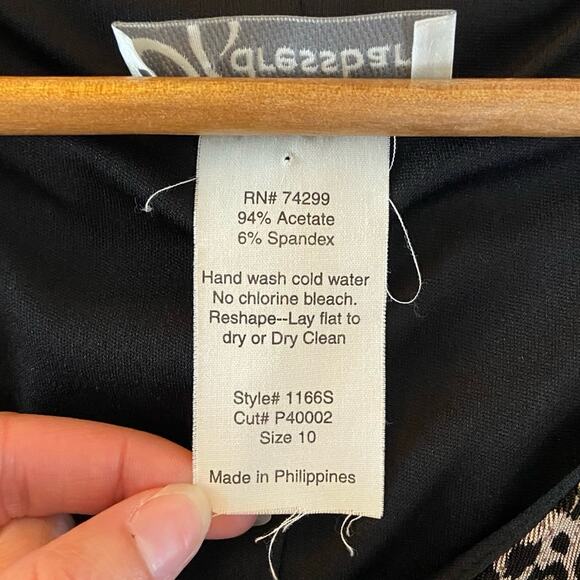 dressbar
RN# 74299
94% Acetate
6% Spandex
Hand wash cold water
No chlorine bleach.
Reshape--Lay flat to
dry or Dry Clean
Style# 1166S
Cut# P40002
Size 10
Made in Philippines